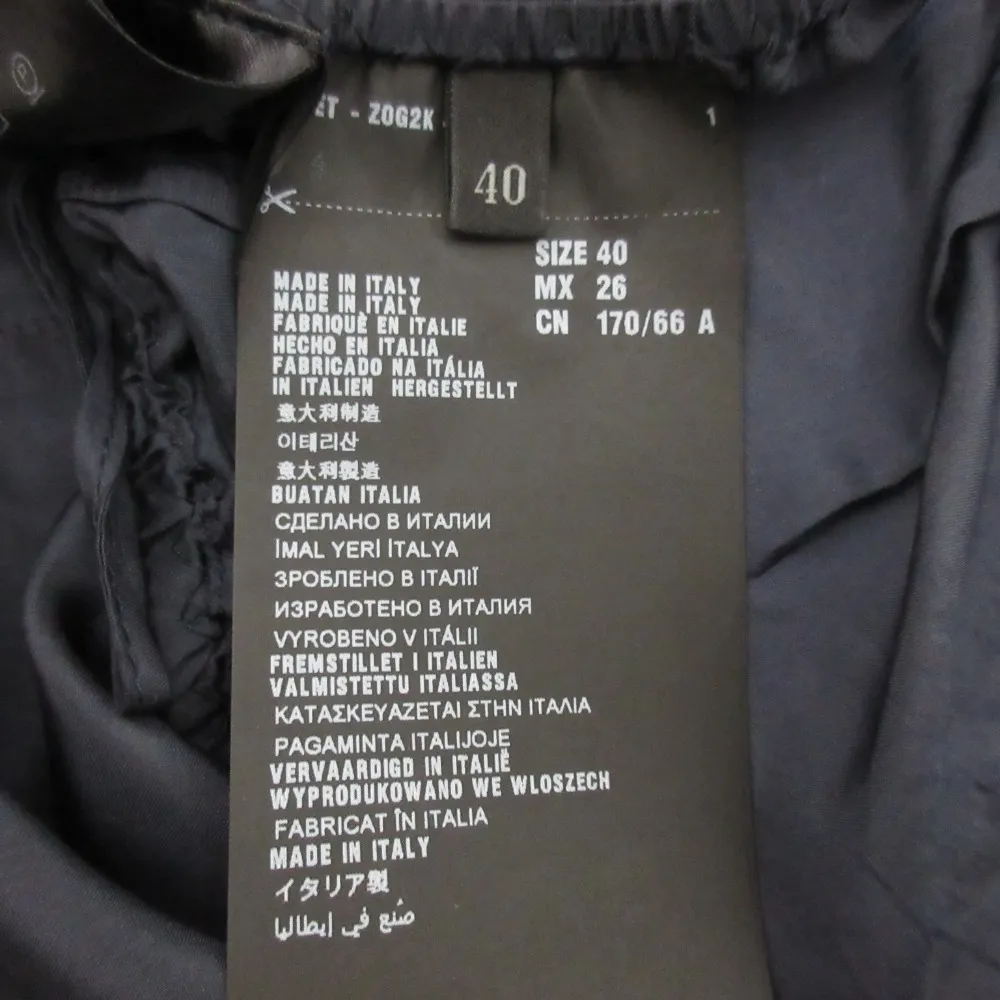 ET - ZOG2K
1
40
SIZE 40
MX 26
CN 170/66 A
MADE IN ITALY
MADE IN ITALY
FABRIQUÈ EN ITALIE
HECHO EN ITALIA
FABRICADO NA ITÁLIA
IN ITALIEN HERGESTELLT
意大利制造
이테리산
意大利製造
BUATAN ITALIA
СДЕЛАНО В ИТАЛИИ
İMAL YERİ İTALYA
ЗРОБЛЕНО В ІТАЛІЇ
ИЗРАБОТЕНО В ИТАЛИЯ
VYROBENO V ITÁLII
FREMSTILLET I ITALIEN
VALMISTETTU ITALIASSA
ΚΑΤΑΣΚΕΥΑΖΕΤΑΙ ΣΤΗΝ ΙΤΑΛΙΑ
PAGAMINTA ITALIJOJE
VERVAARDIGD IN ITALIË
WYPRODUKOWANO WE WLOSZECH
FABRICAT ÎN ITALIA
MADE IN ITALY
イタリア製
صُنع في إيطاليا